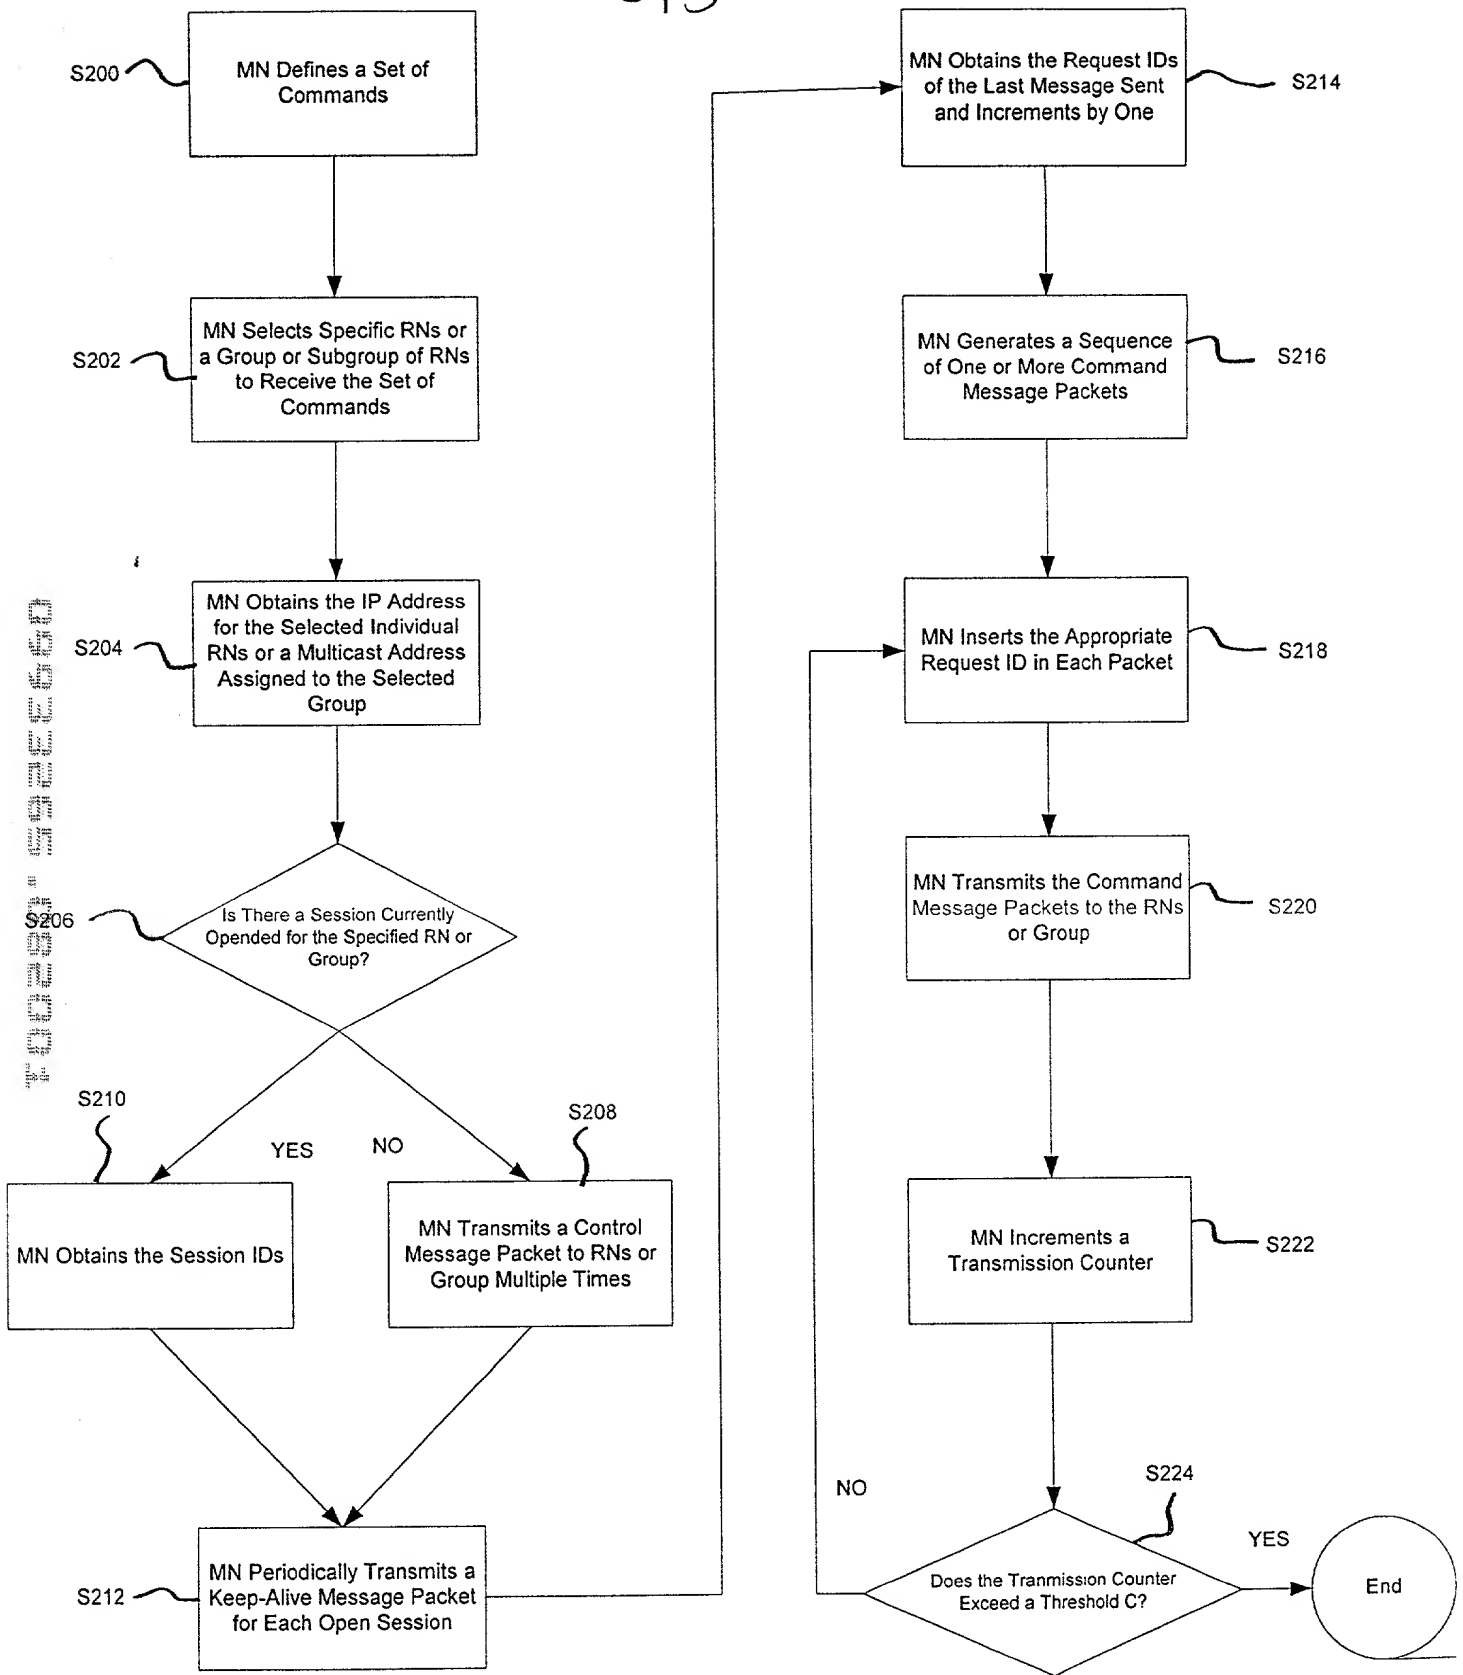 S200
MN Defines a Set of
Commands
S202
MN Selects Specific RNs or
a Group or Subgroup of RNs
to Receive the Set of
Commands
S204
MN Obtains the IP Address
for the Selected Individual
RNs or a Multicast Address
Assigned to the Selected
Group
S206
Is There a Session Currently
Opended for the Specified RN or
Group?
S210
YES
NO
S208
MN Obtains the Session IDs
MN Transmits a Control
Message Packet to RNs or
Group Multiple Times
S212
MN Periodically Transmits a
Keep-Alive Message Packet
for Each Open Session
MN Obtains the Request IDs
of the Last Message Sent
and Increments by One
S214
MN Generates a Sequence
of One or More Command
Message Packets
S216
MN Inserts the Appropriate
Request ID in Each Packet
S218
MN Transmits the Command
Message Packets to the RNs
or Group
S220
MN Increments a
Transmission Counter
S222
S224
NO
Does the Tranmission Counter
Exceed a Threshold C?
YES
End